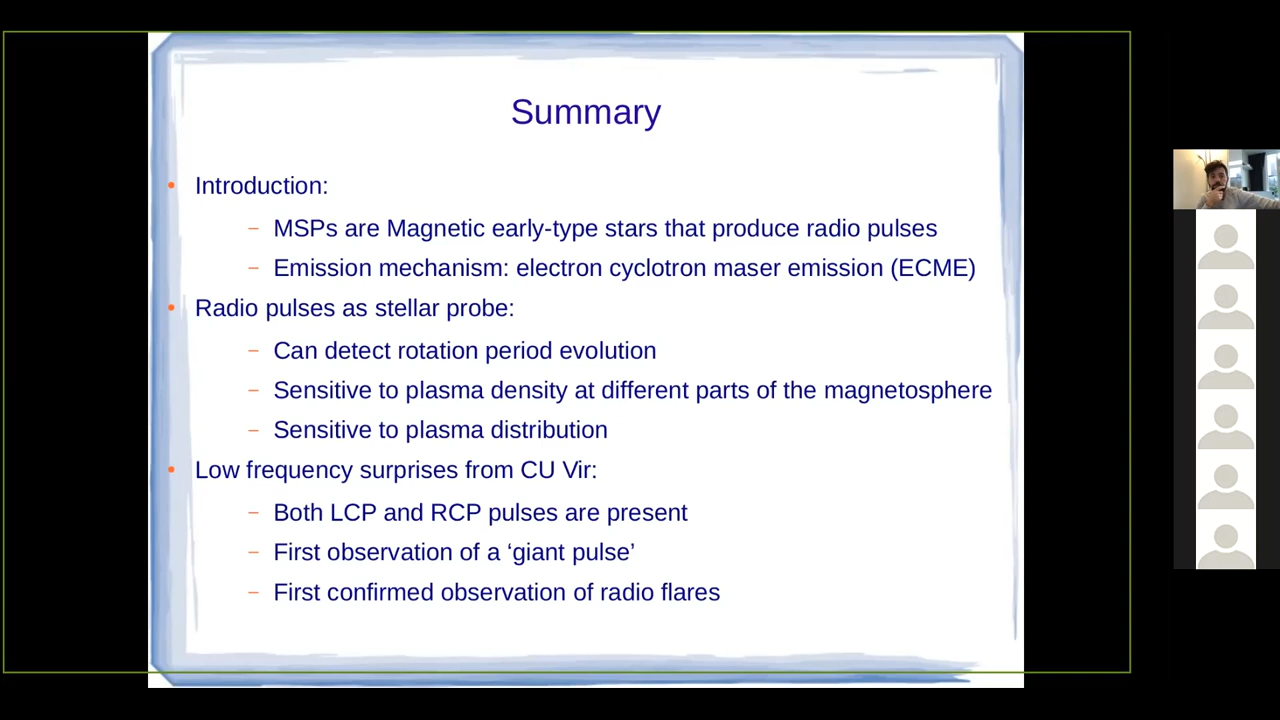 Summary
• Introduction:
– MSPs are Magnetic early-type stars that produce radio pulses
– Emission mechanism: electron cyclotron maser emission (ECME)
• Radio pulses as stellar probe:
– Can detect rotation period evolution
– Sensitive to plasma density at different parts of the magnetosphere
– Sensitive to plasma distribution
• Low frequency surprises from CU Vir:
– Both LCP and RCP pulses are present
– First observation of a ‘giant pulse’
– First confirmed observation of radio flares